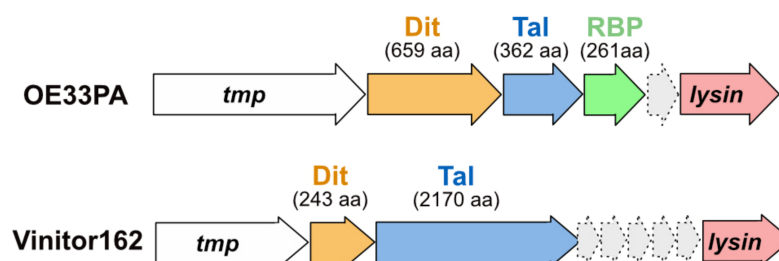 Dit Tal RBP
(659 aa) (362 aa) (261aa)
OE33PA tmp lysin
Dit Tal
(243 aa) (2170 aa)
Vinitor162 tmp lysin